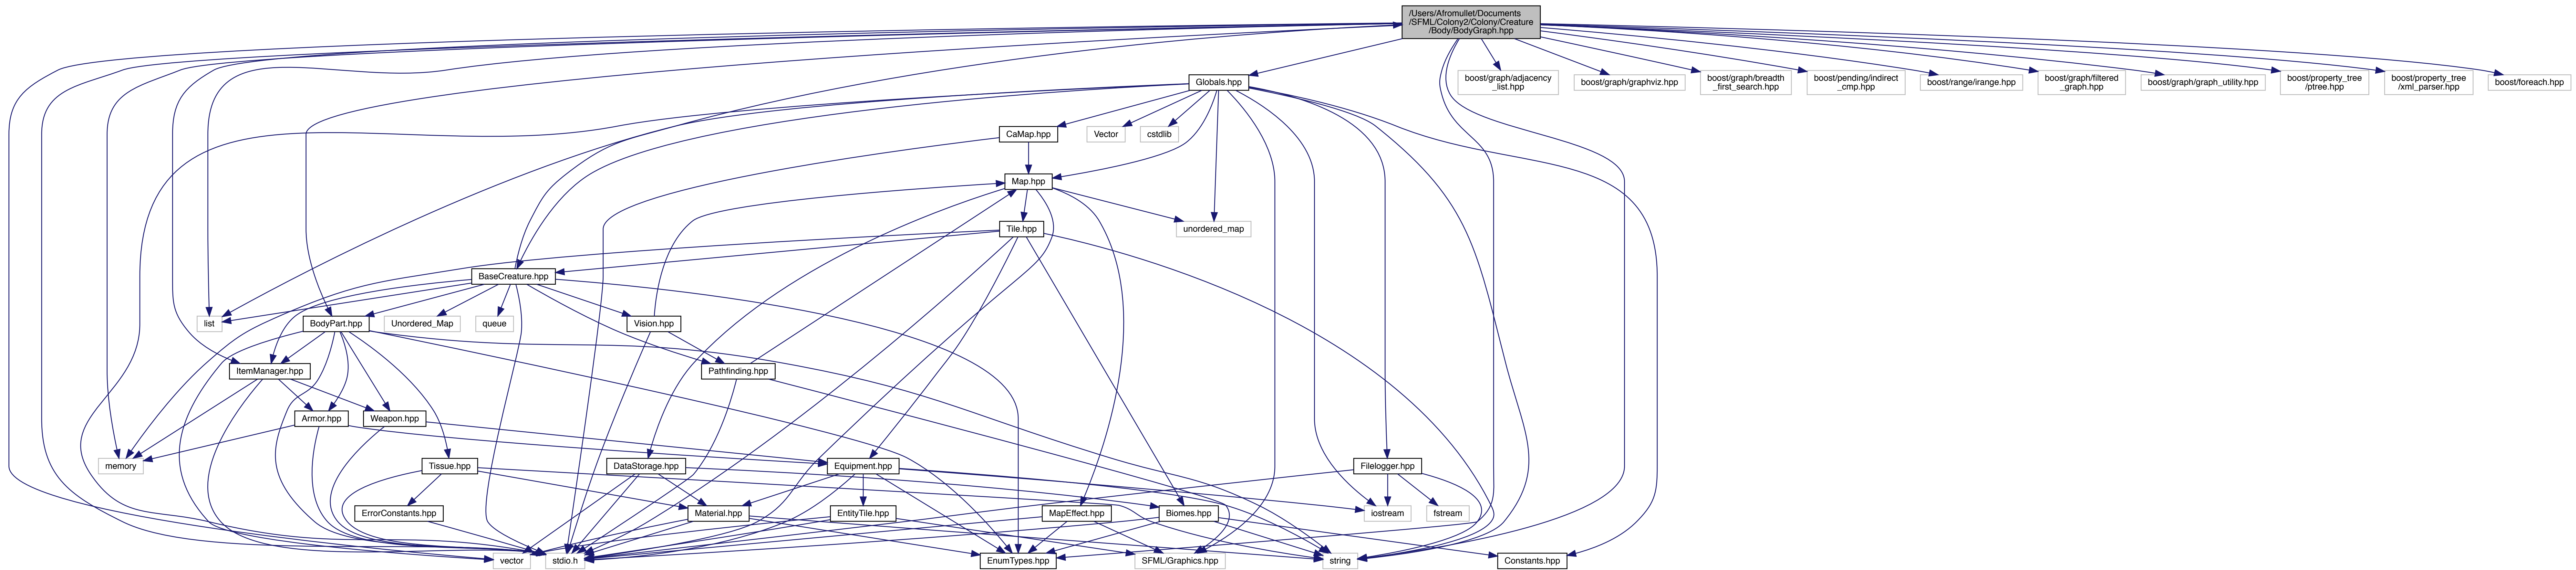 /Users/Afromullet/Documents
/SFML/Colony2/Colony/Creature
/Body/BodyGraph.hpp
Globals.hpp
boost/graph/adjacency
_list.hpp
boost/graph/graphviz.hpp
boost/graph/breadth
_first_search.hpp
boost/pending/indirect
_cmp.hpp
boost/range/irange.hpp
boost/graph/filtered
_graph.hpp
boost/graph/graph_utility.hpp
boost/property_tree
/ptree.hpp
boost/property_tree
/xml_parser.hpp
boost/foreach.hpp
CaMap.hpp
Vector
cstdlib
Map.hpp
Tile.hpp
unordered_map
BaseCreature.hpp
list
BodyPart.hpp
Unordered_Map
queue
Vision.hpp
ItemManager.hpp
Pathfinding.hpp
Armor.hpp
Weapon.hpp
memory
Tissue.hpp
DataStorage.hpp
Equipment.hpp
Filelogger.hpp
ErrorConstants.hpp
Material.hpp
EntityTile.hpp
MapEffect.hpp
Biomes.hpp
iostream
fstream
vector
stdio.h
EnumTypes.hpp
SFML/Graphics.hpp
string
Constants.hpp